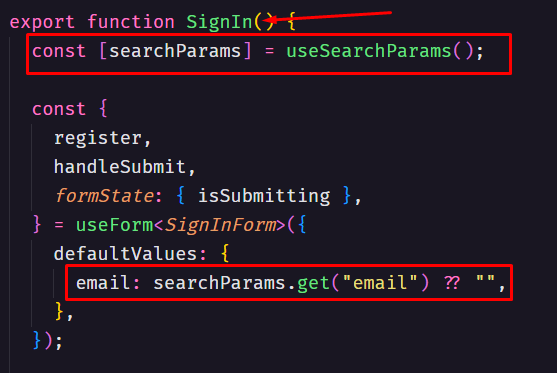 export function SignIn() {
const [searchParams] = useSearchParams();
const {
register,
handleSubmit,
formState: { isSubmitting },
} = useForm<SignInForm>({
defaultValues: {
email: searchParams.get("email") ?? "",
},
});